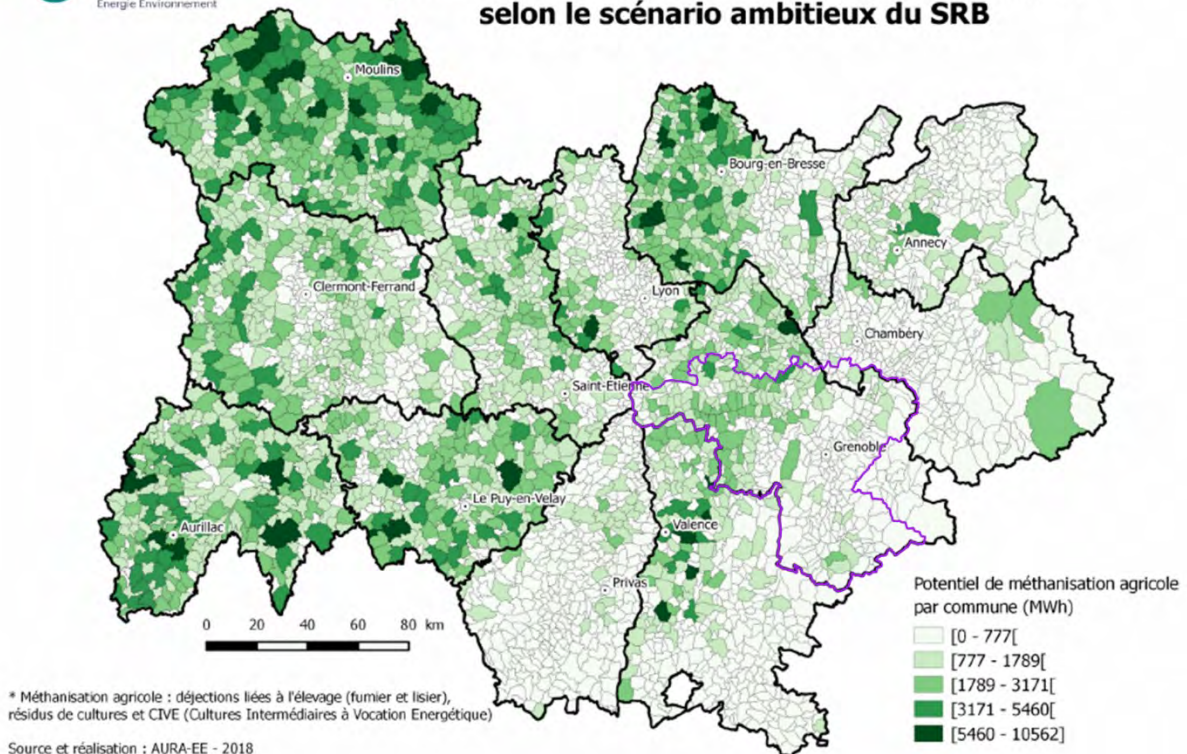 Energie Environnement
selon le scénario ambitieux du SRB
Moulins
Bourg-en-Bresse
Annecy
Clermont-Ferrand
Lyon
Chambéry
Saint-Etienne
Grenoble
Le Puy-en-Velay
Aurillac
Valence
Privas
0 20 40 60 80 km
Potentiel de méthanisation agricole
par commune (MWh)
[0 - 777[
[777 - 1789[
[1789 - 3171[
[3171 - 5460[
[5460 - 10562]
* Méthanisation agricole : déjections liées à l'élevage (fumier et lisier),
résidus de cultures et CIVE (Cultures Intermédiaires à Vocation Energétique)
Source et réalisation : AURA-EE - 2018